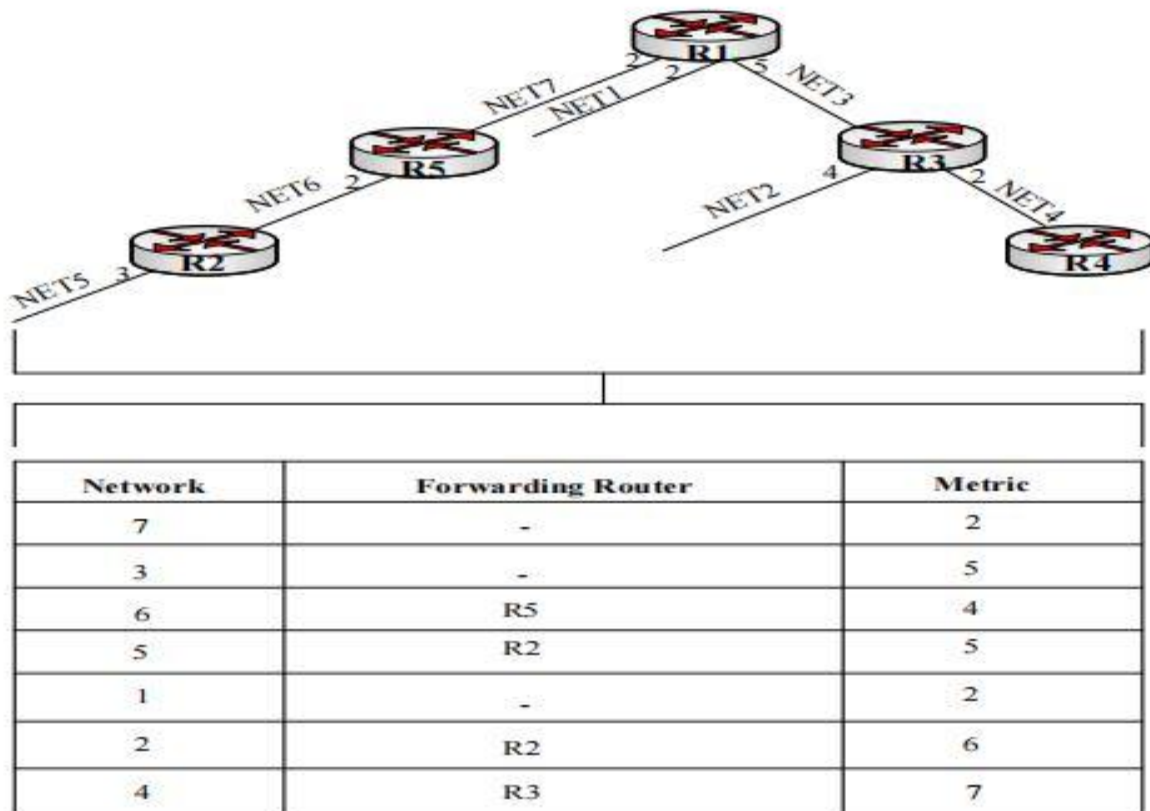 R1
2
2
5
NET7
NET1
NET3
R5
2
R3
4
2
NET6
NET2
NET4
R2
3
R4
NET5
Network Forwarding Router Metric
7 - 2
3 - 5
6 R5 4
5 R2 5
1 - 2
2 R2 6
4 R3 7